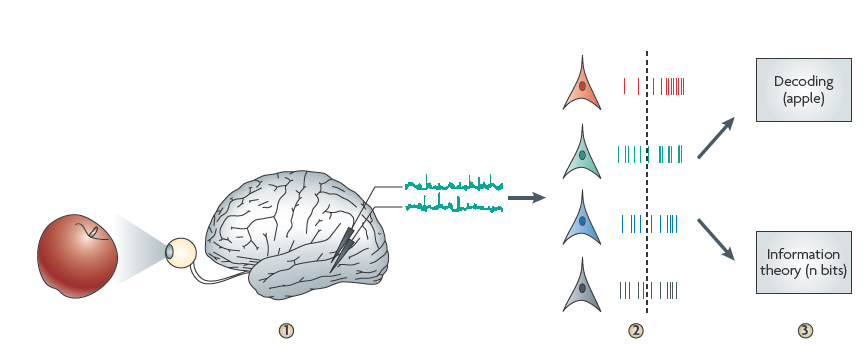 Decoding
(apple)
Information
theory (n bits)
1
2
3